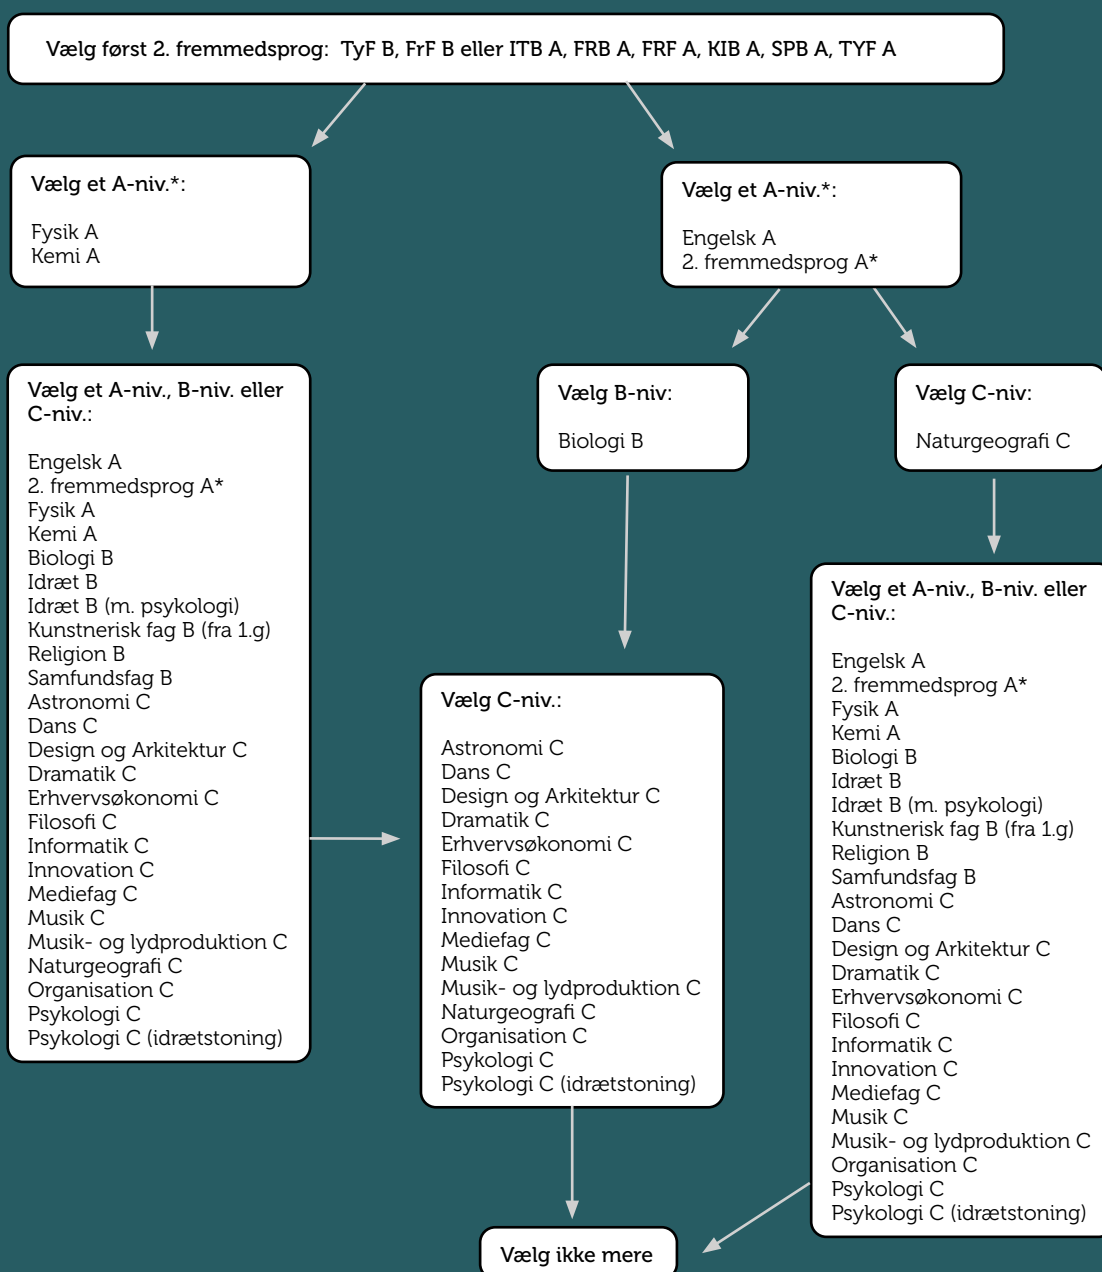 Vælg først 2. fremmedsprog: TyF B, FrF B eller ITB A, FRB A, FRF A, KIB A, SPB A, TYF A
Vælg et A-niv.*:
Fysik A
Kemi A
Vælg et A-niv.*:
Engelsk A
2. fremmedsprog A*
Vælg et A-niv., B-niv. eller
C-niv.:
Engelsk A
2. fremmedsprog A*
Fysik A
Kemi A
Biologi B
Idræt B
Idræt B (m. psykologi)
Kunstnerisk fag B (fra 1.g)
Religion B
Samfundsfag B
Astronomi C
Dans C
Design og Arkitektur C
Dramatik C
Erhvervsøkonomi C
Filosofi C
Informatik C
Innovation C
Mediefag C
Musik C
Musik- og lydproduktion C
Naturgeografi C
Organisation C
Psykologi C
Psykologi C (idrætstoning)
Vælg B-niv:
Biologi B
Vælg C-niv:
Naturgeografi C
Vælg C-niv.:
Astronomi C
Dans C
Design og Arkitektur C
Dramatik C
Erhvervsøkonomi C
Filosofi C
Informatik C
Innovation C
Mediefag C
Musik C
Musik- og lydproduktion C
Naturgeografi C
Organisation C
Psykologi C
Psykologi C (idrætstoning)
Vælg et A-niv., B-niv. eller
C-niv.:
Engelsk A
2. fremmedsprog A*
Fysik A
Kemi A
Biologi B
Idræt B
Idræt B (m. psykologi)
Kunstnerisk fag B (fra 1.g)
Religion B
Samfundsfag B
Astronomi C
Dans C
Design og Arkitektur C
Dramatik C
Erhvervsøkonomi C
Filosofi C
Informatik C
Innovation C
Mediefag C
Musik C
Musik- og lydproduktion C
Organisation C
Psykologi C
Psykologi C (idrætstoning)
Vælg ikke mere